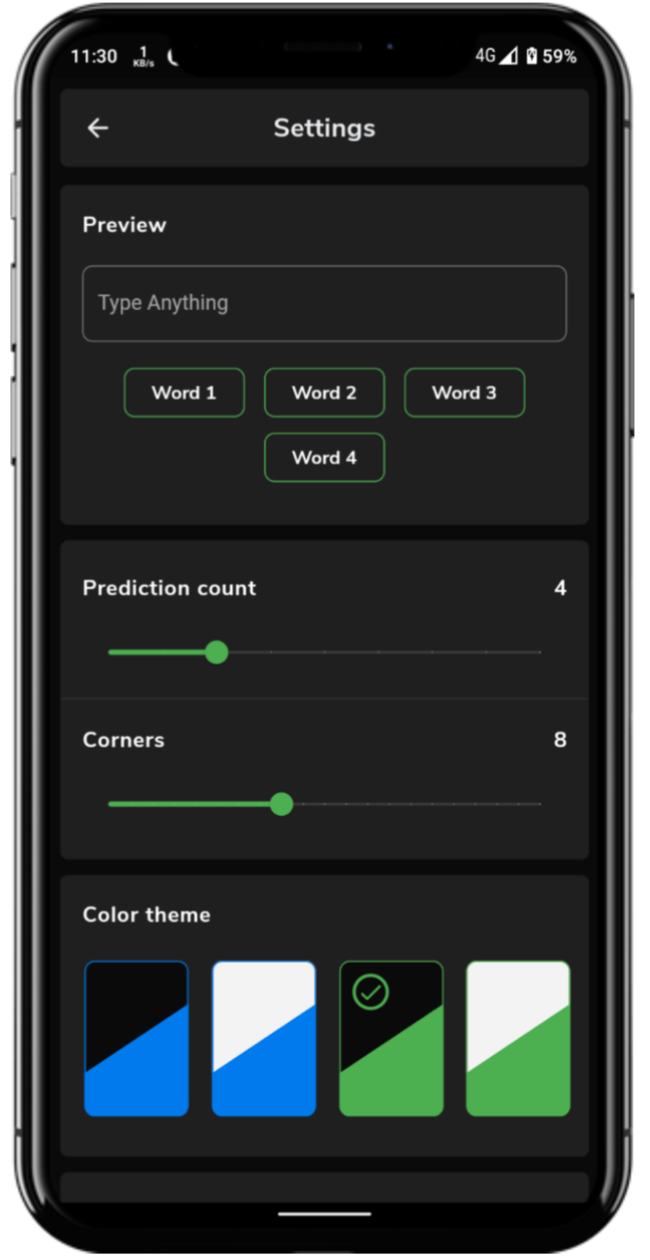 11:30 1 KB/s 4G 59%
Settings
Preview
Type Anything
Word 1 Word 2 Word 3
Word 4
Prediction count 4
Corners 8
Color theme